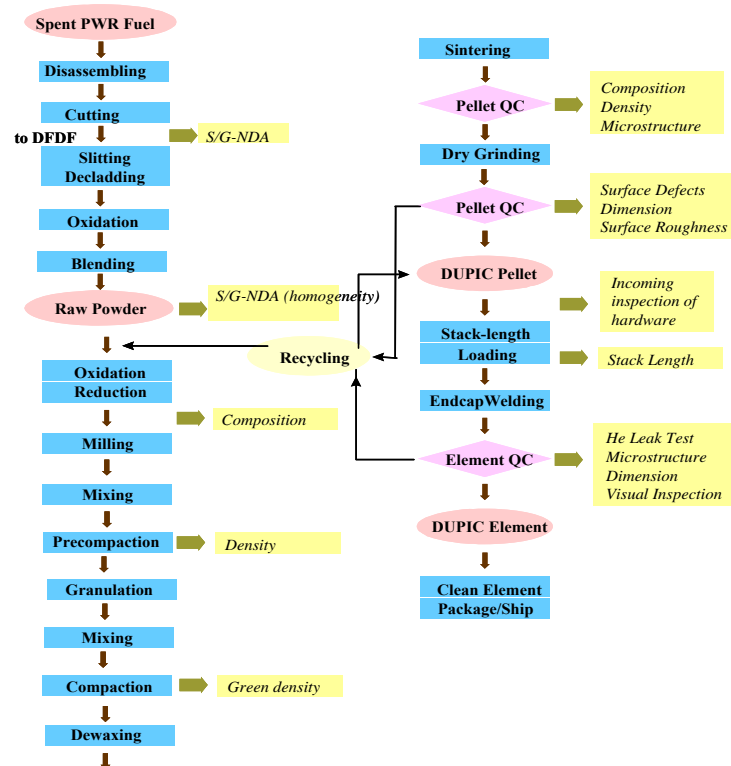 Spent PWR Fuel
Disassembling
Cutting
to DFDF
S/G-NDA
Slitting
Decladding
Oxidation
Blending
Raw Powder
S/G-NDA (homogeneity)
Recycling
Oxidation
Reduction
Composition
Milling
Mixing
Precompaction
Density
Granulation
Mixing
Compaction
Green density
Dewaxing
Sintering
Pellet QC
Composition
Density
Microstructure
Dry Grinding
Pellet QC
Surface Defects
Dimension
Surface Roughness
DUPIC Pellet
Incoming
inspection of
hardware
Stack-length
Loading
Stack Length
EndcapWelding
Element QC
He Leak Test
Microstructure
Dimension
Visual Inspection
DUPIC Element
Clean Element
Package/Ship